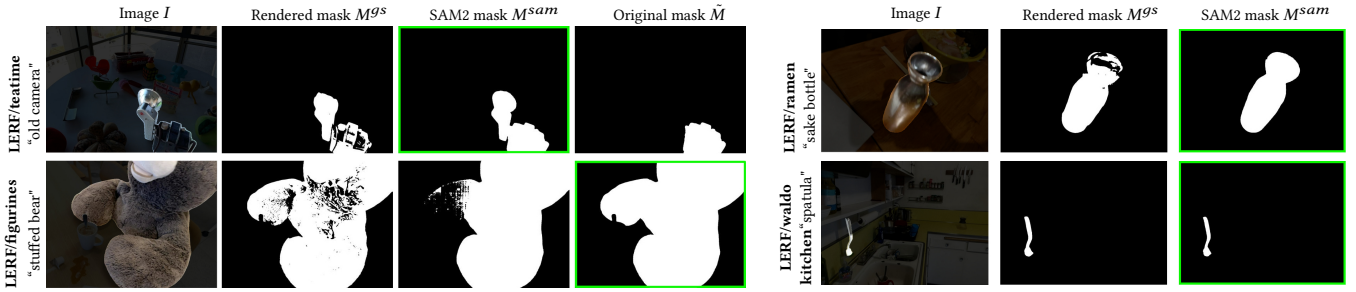 Image I
Rendered mask M^gs
SAM2 mask M^sam
Original mask M̃
LERF/teatime
"old camera"
LERF/figurines
"stuffed bear"
Image I
Rendered mask M^gs
SAM2 mask M^sam
LERF/ramen
"sake bottle"
LERF/waldo
kitchen "spatula"